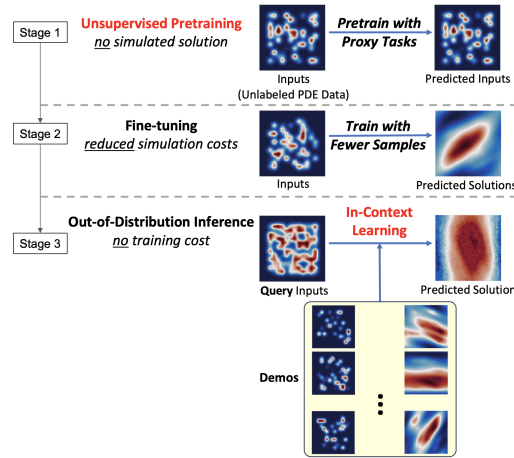 Stage 1
Unsupervised Pretraining
no simulated solution
Pretrain with
Proxy Tasks
Inputs
(Unlabeled PDE Data)
Predicted Inputs
Stage 2
Fine-tuning
reduced simulation costs
Train with
Fewer Samples
Inputs
Predicted Solutions
Stage 3
Out-of-Distribution Inference
no training cost
In-Context
Learning
Query Inputs
Predicted Solution
Demos